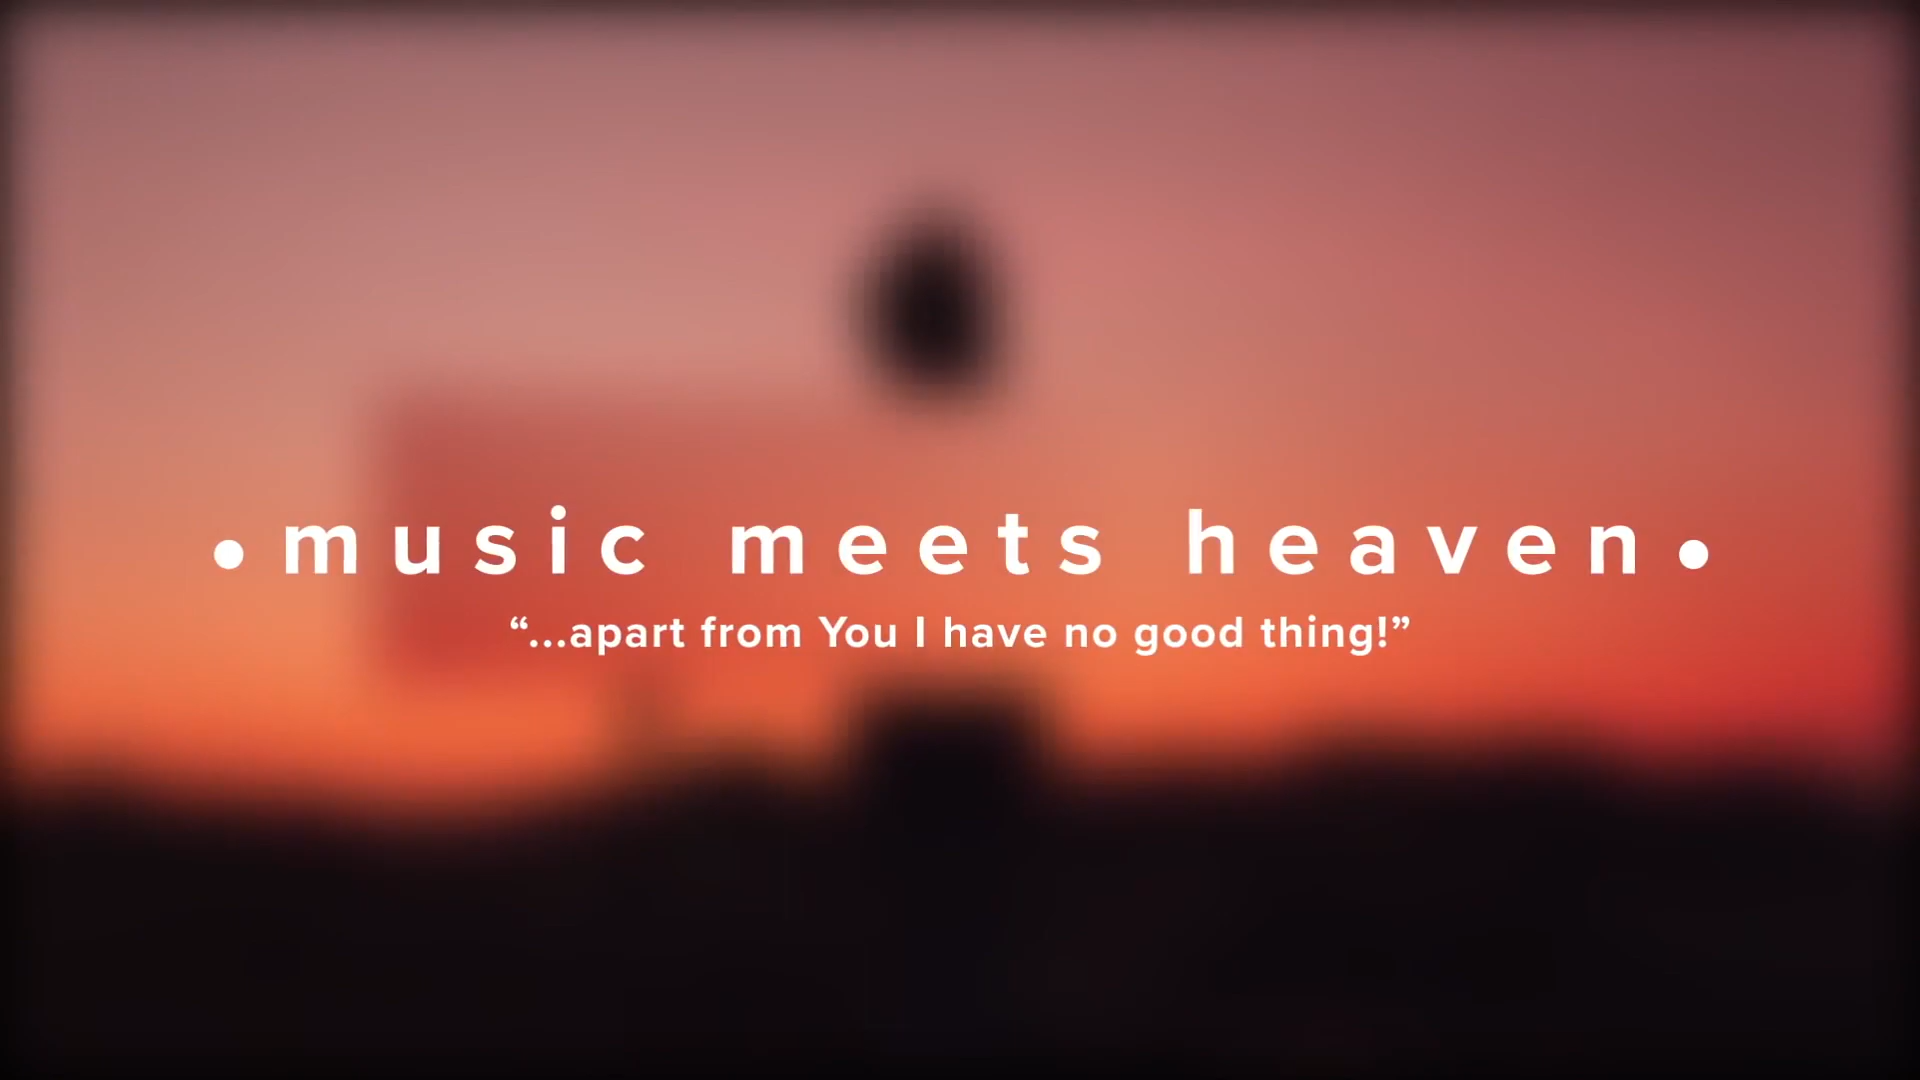 •music meets heaven•
“...apart from You I have no good thing!”